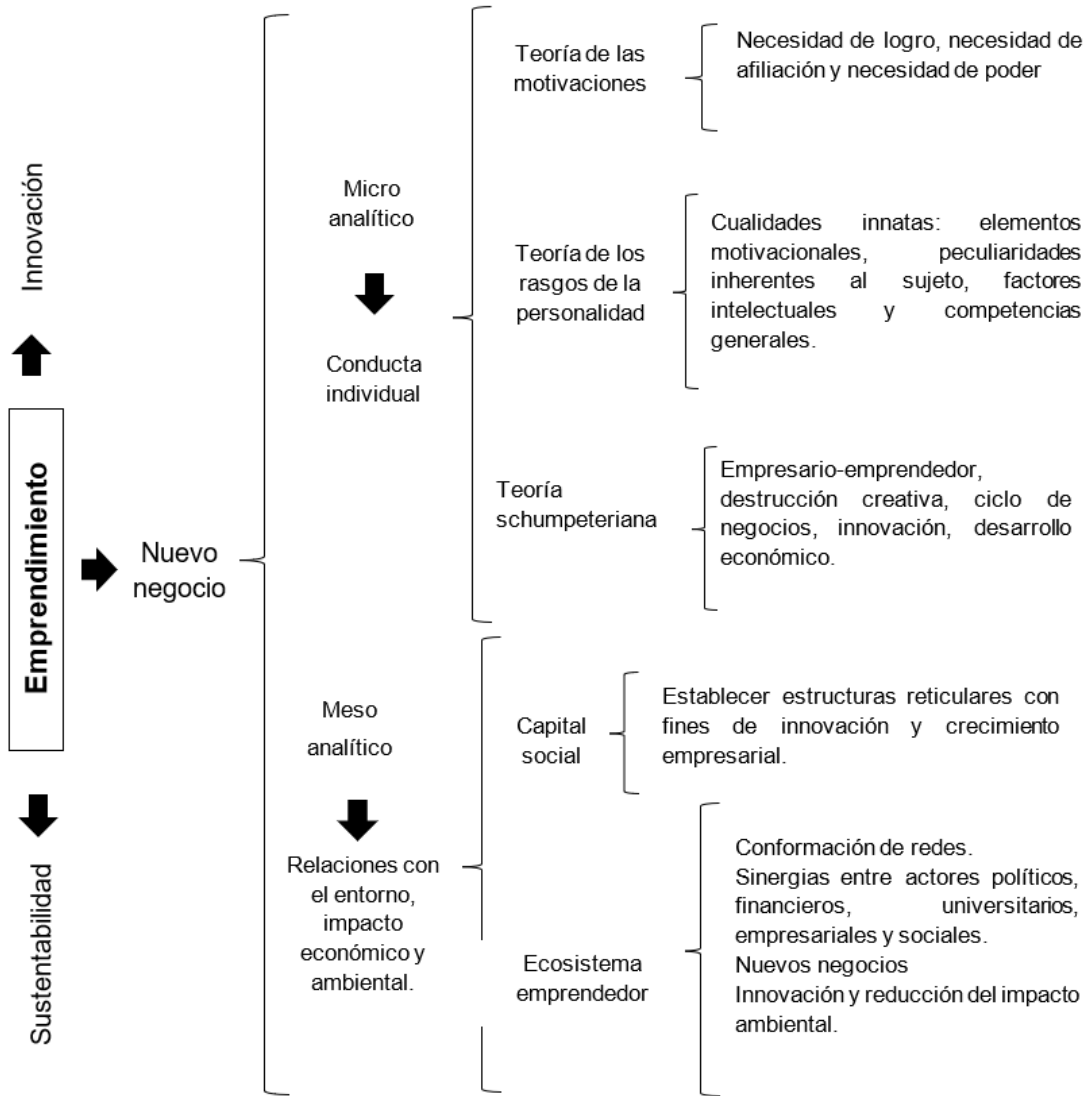 Innovación
Emprendimiento
Sustentabilidad
Nuevo
negocio
Micro
analítico
Conducta
individual
Teoría de las
motivaciones
Necesidad de logro, necesidad de
afiliación y necesidad de poder
Teoría de los
rasgos de la
personalidad
Cualidades innatas: elementos
motivacionales, peculiaridades
inherentes al sujeto, factores
intelectuales y competencias
generales.
Teoría
schumpeteriana
Empresario-emprendedor,
destrucción creativa, ciclo de
negocios, innovación, desarrollo
económico.
Meso
analítico
Relaciones con
el entorno,
impacto
económico y
ambiental.
Capital
social
Establecer estructuras reticulares con
fines de innovación y crecimiento
empresarial.
Ecosistema
emprendedor
Conformación de redes.
Sinergias entre actores políticos,
financieros, universitarios,
empresariales y sociales.
Nuevos negocios
Innovación y reducción del impacto
ambiental.